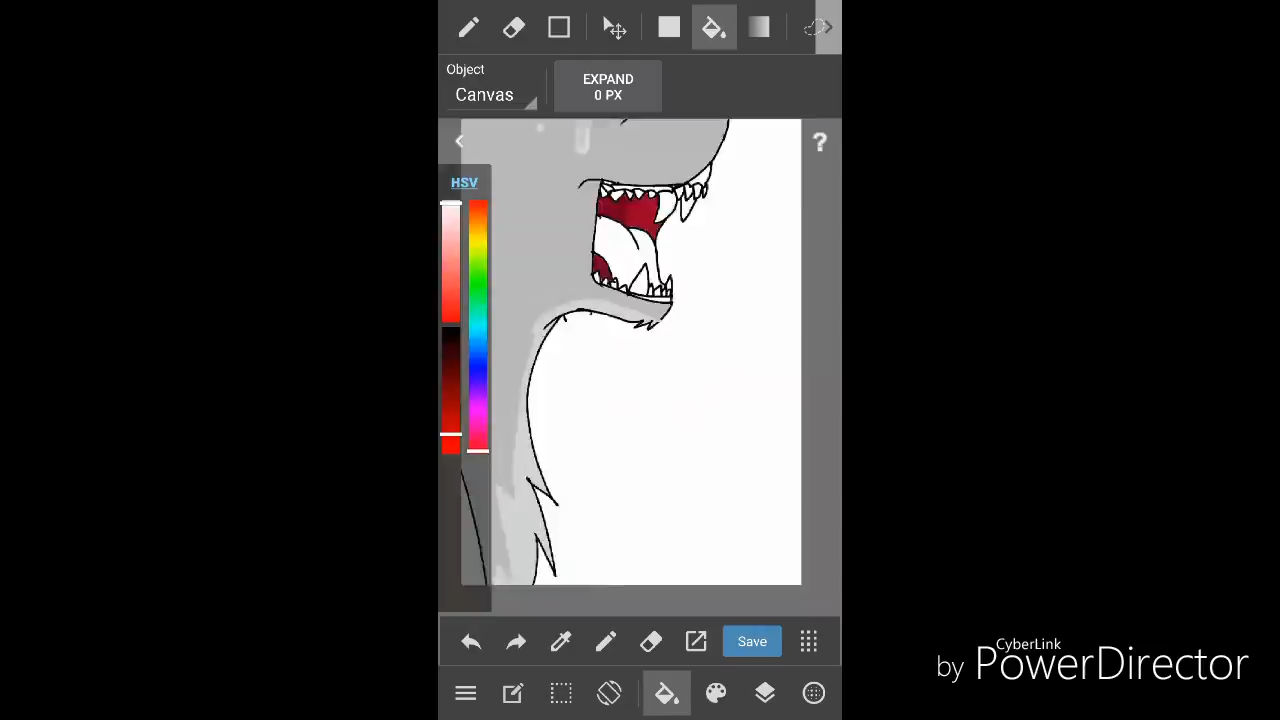 Object
Canvas
EXPAND
0 PX
?
HSV
Save
CyberLink
by PowerDirector